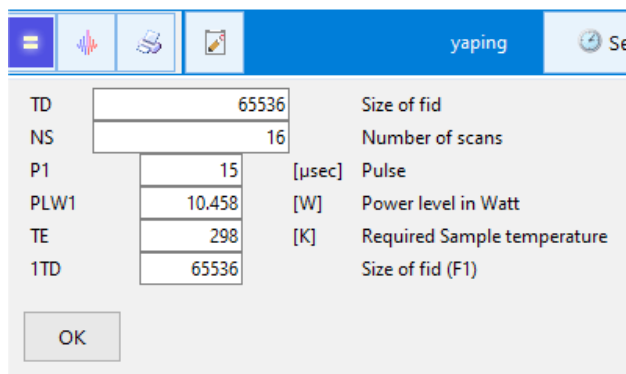 yaping Se
TD 65536 Size of fid
NS 16 Number of scans
P1 15 [µsec] Pulse
PLW1 10.458 [W] Power level in Watt
TE 298 [K] Required Sample temperature
1TD 65536 Size of fid (F1)
OK